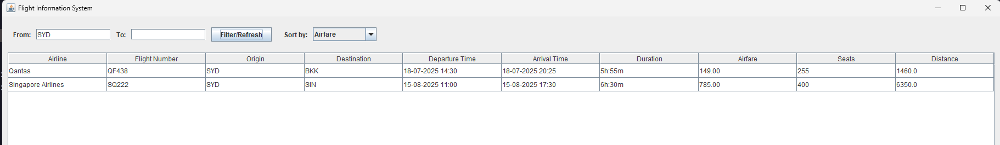 Flight Information System
From: SYD To: Filter/Refresh Sort by: Airfare
Airline Flight Number Origin Destination Departure Time Arrival Time Duration Airfare Seats Distance
Qantas QF438 SYD BKK 18-07-2025 14:30 18-07-2025 20:25 5h:55m 149.00 255 1460.0
Singapore Airlines SQ222 SYD SIN 15-08-2025 11:00 15-08-2025 17:30 6h:30m 785.00 400 6350.0